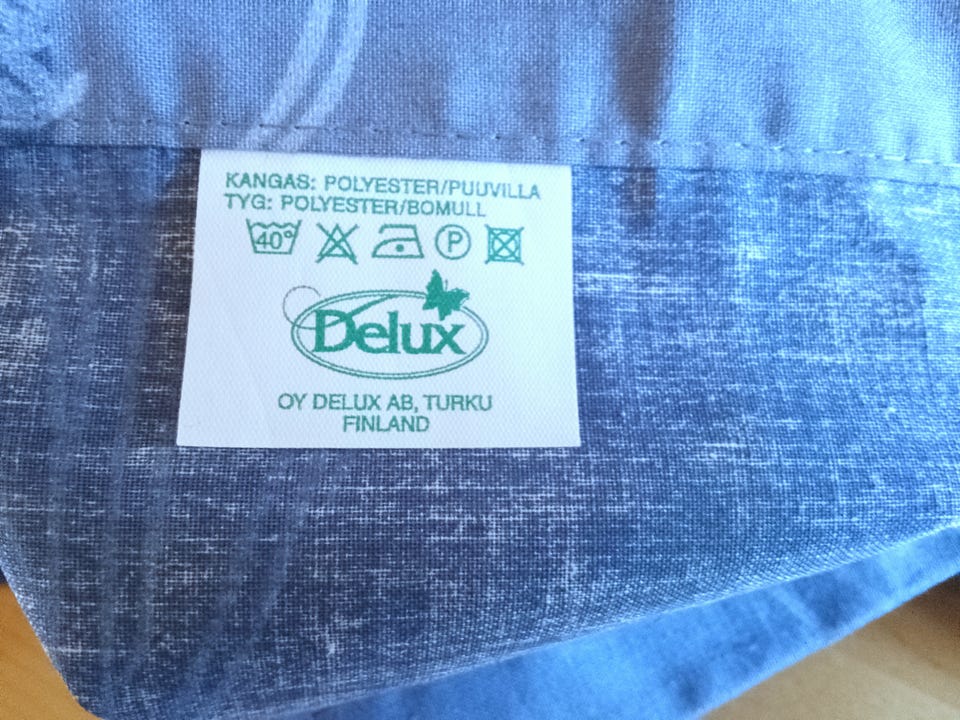 KANGAS: POLYESTER/PUUVILLA
TYG: POLYESTER/BOMULL
40° P
Delux
OY DELUX AB, TURKU
FINLAND